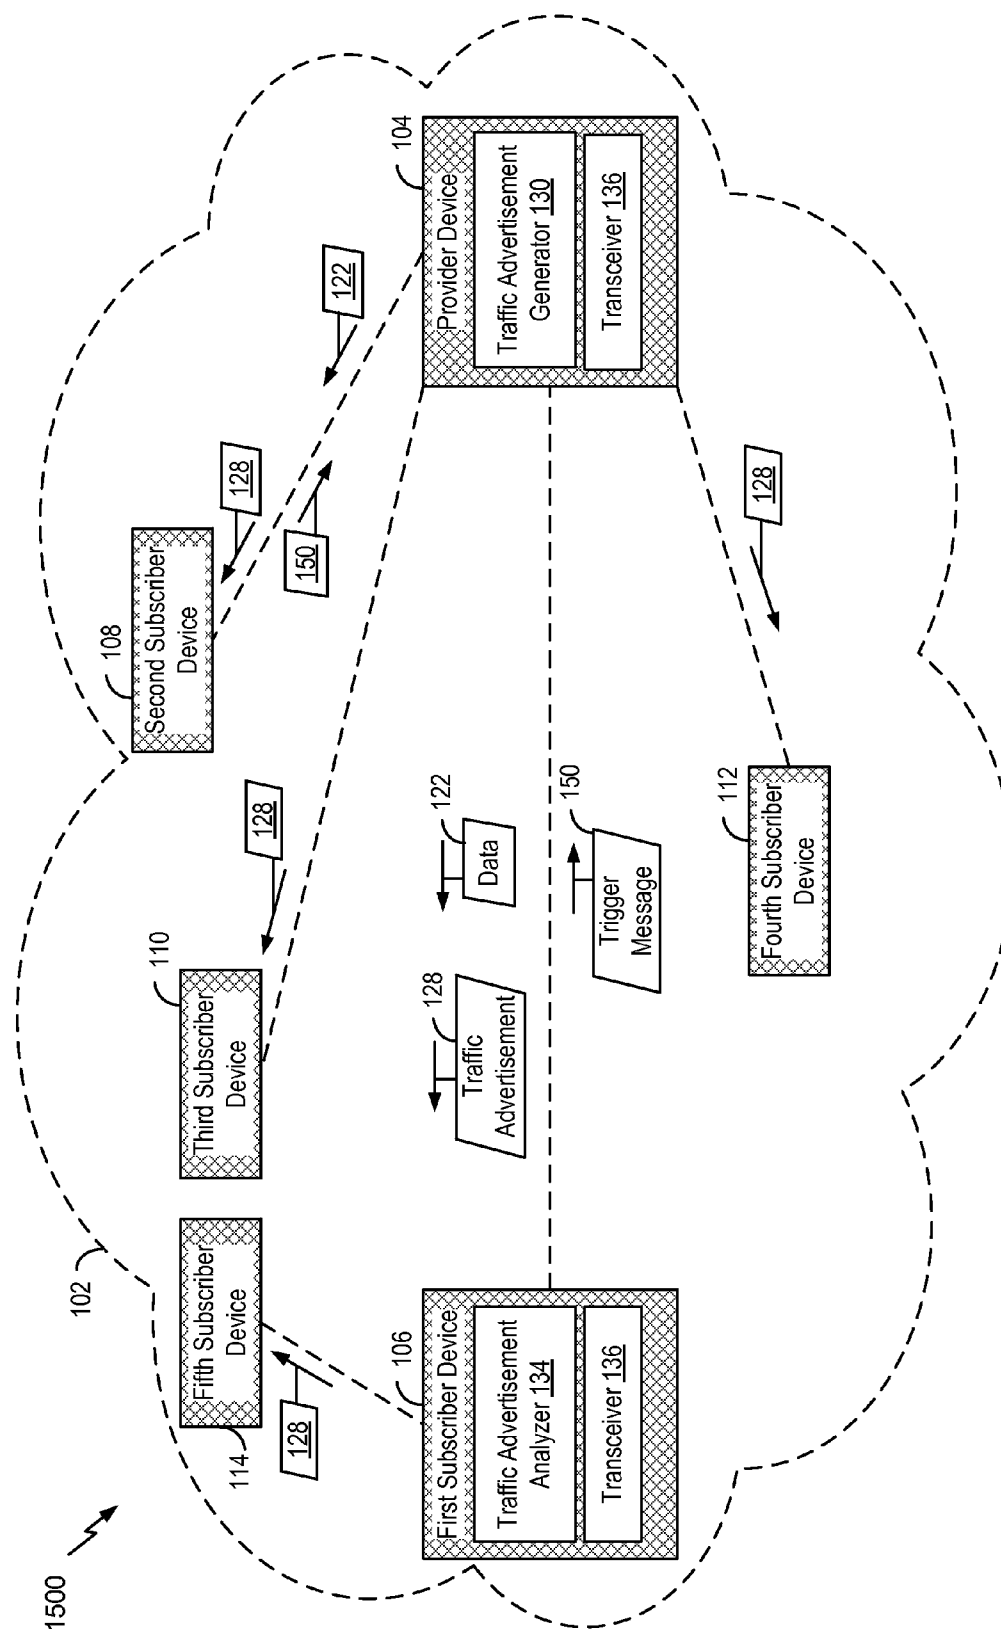 1500
102
114
Fifth Subscriber
Device
128
110
Third Subscriber
Device
128
108
Second Subscriber
Device
128
150
122
106
First Subscriber Device
Traffic Advertisement
Analyzer 134
Transceiver 136
128
Traffic
Advertisement
122
Data
150
Trigger
Message
104
Provider Device
Traffic Advertisement
Generator 130
Transceiver 136
112
Fourth Subscriber
Device
128